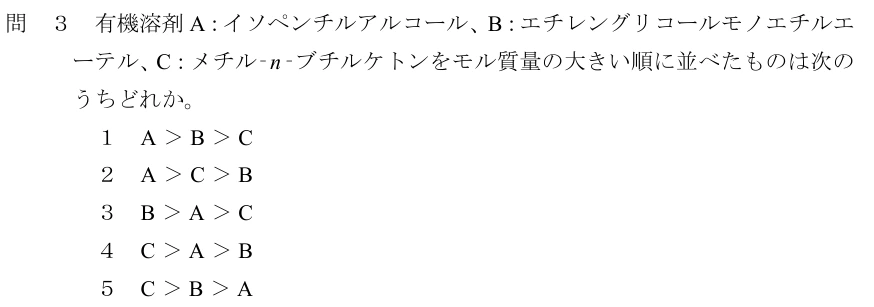 問 3 有機溶剤 A : イソペンチルアルコール、B : エチレングリコールモノエチルエ
ーテル、C : メチル‐n‐ブチルケトンをモル質量の大きい順に並べたものは次の
うちどれか。
1 A > B > C
2 A > C > B
3 B > A > C
4 C > A > B
5 C > B > A